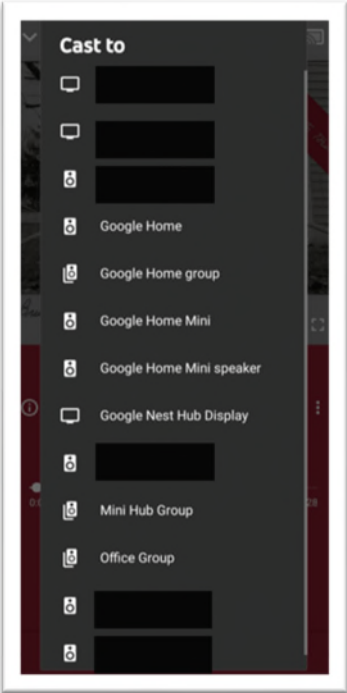 Cast to
Google Home
Google Home group
Google Home Mini
Google Home Mini speaker
Google Nest Hub Display
Mini Hub Group
Office Group